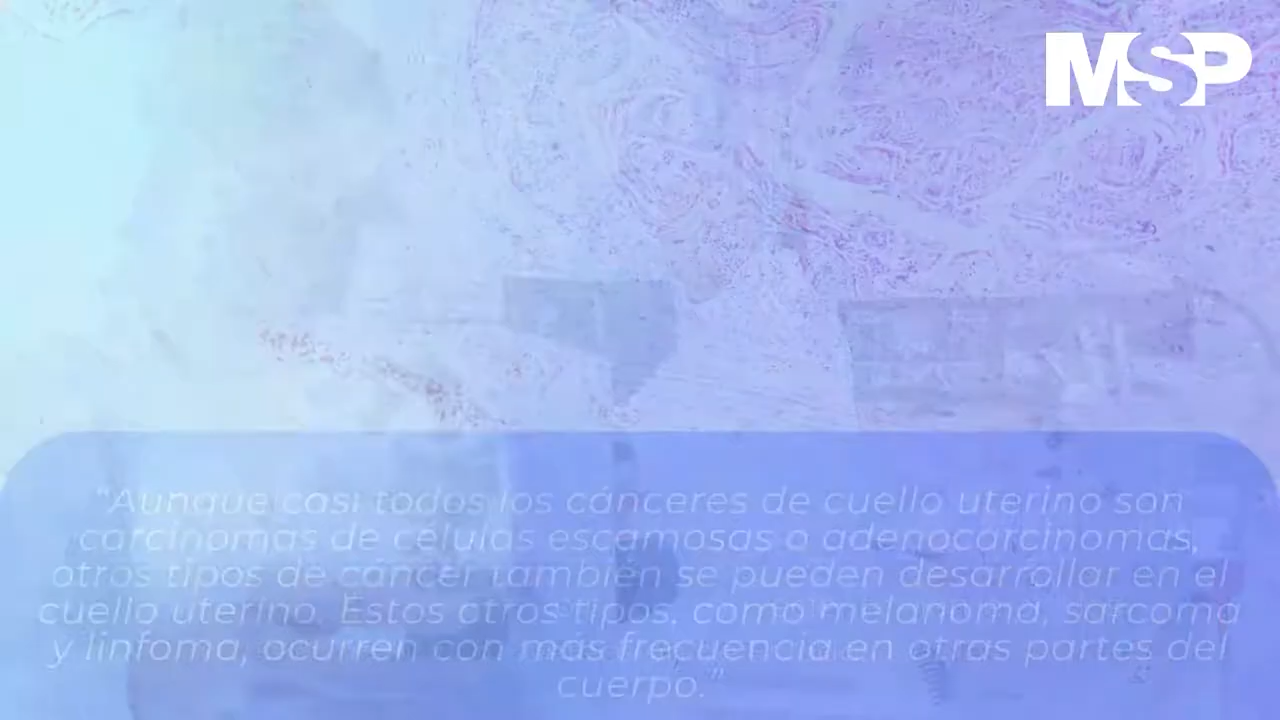 MSP
"Aunque casi todos los cánceres de cuello uterino son
carcinomas de células escamosas o adenocarcinomas,
otros tipos de cáncer también se pueden desarrollar en el
cuello uterino. Estos otros tipos, como melanoma, sarcoma
y linfoma, ocurren con más frecuencia en otras partes del
cuerpo."